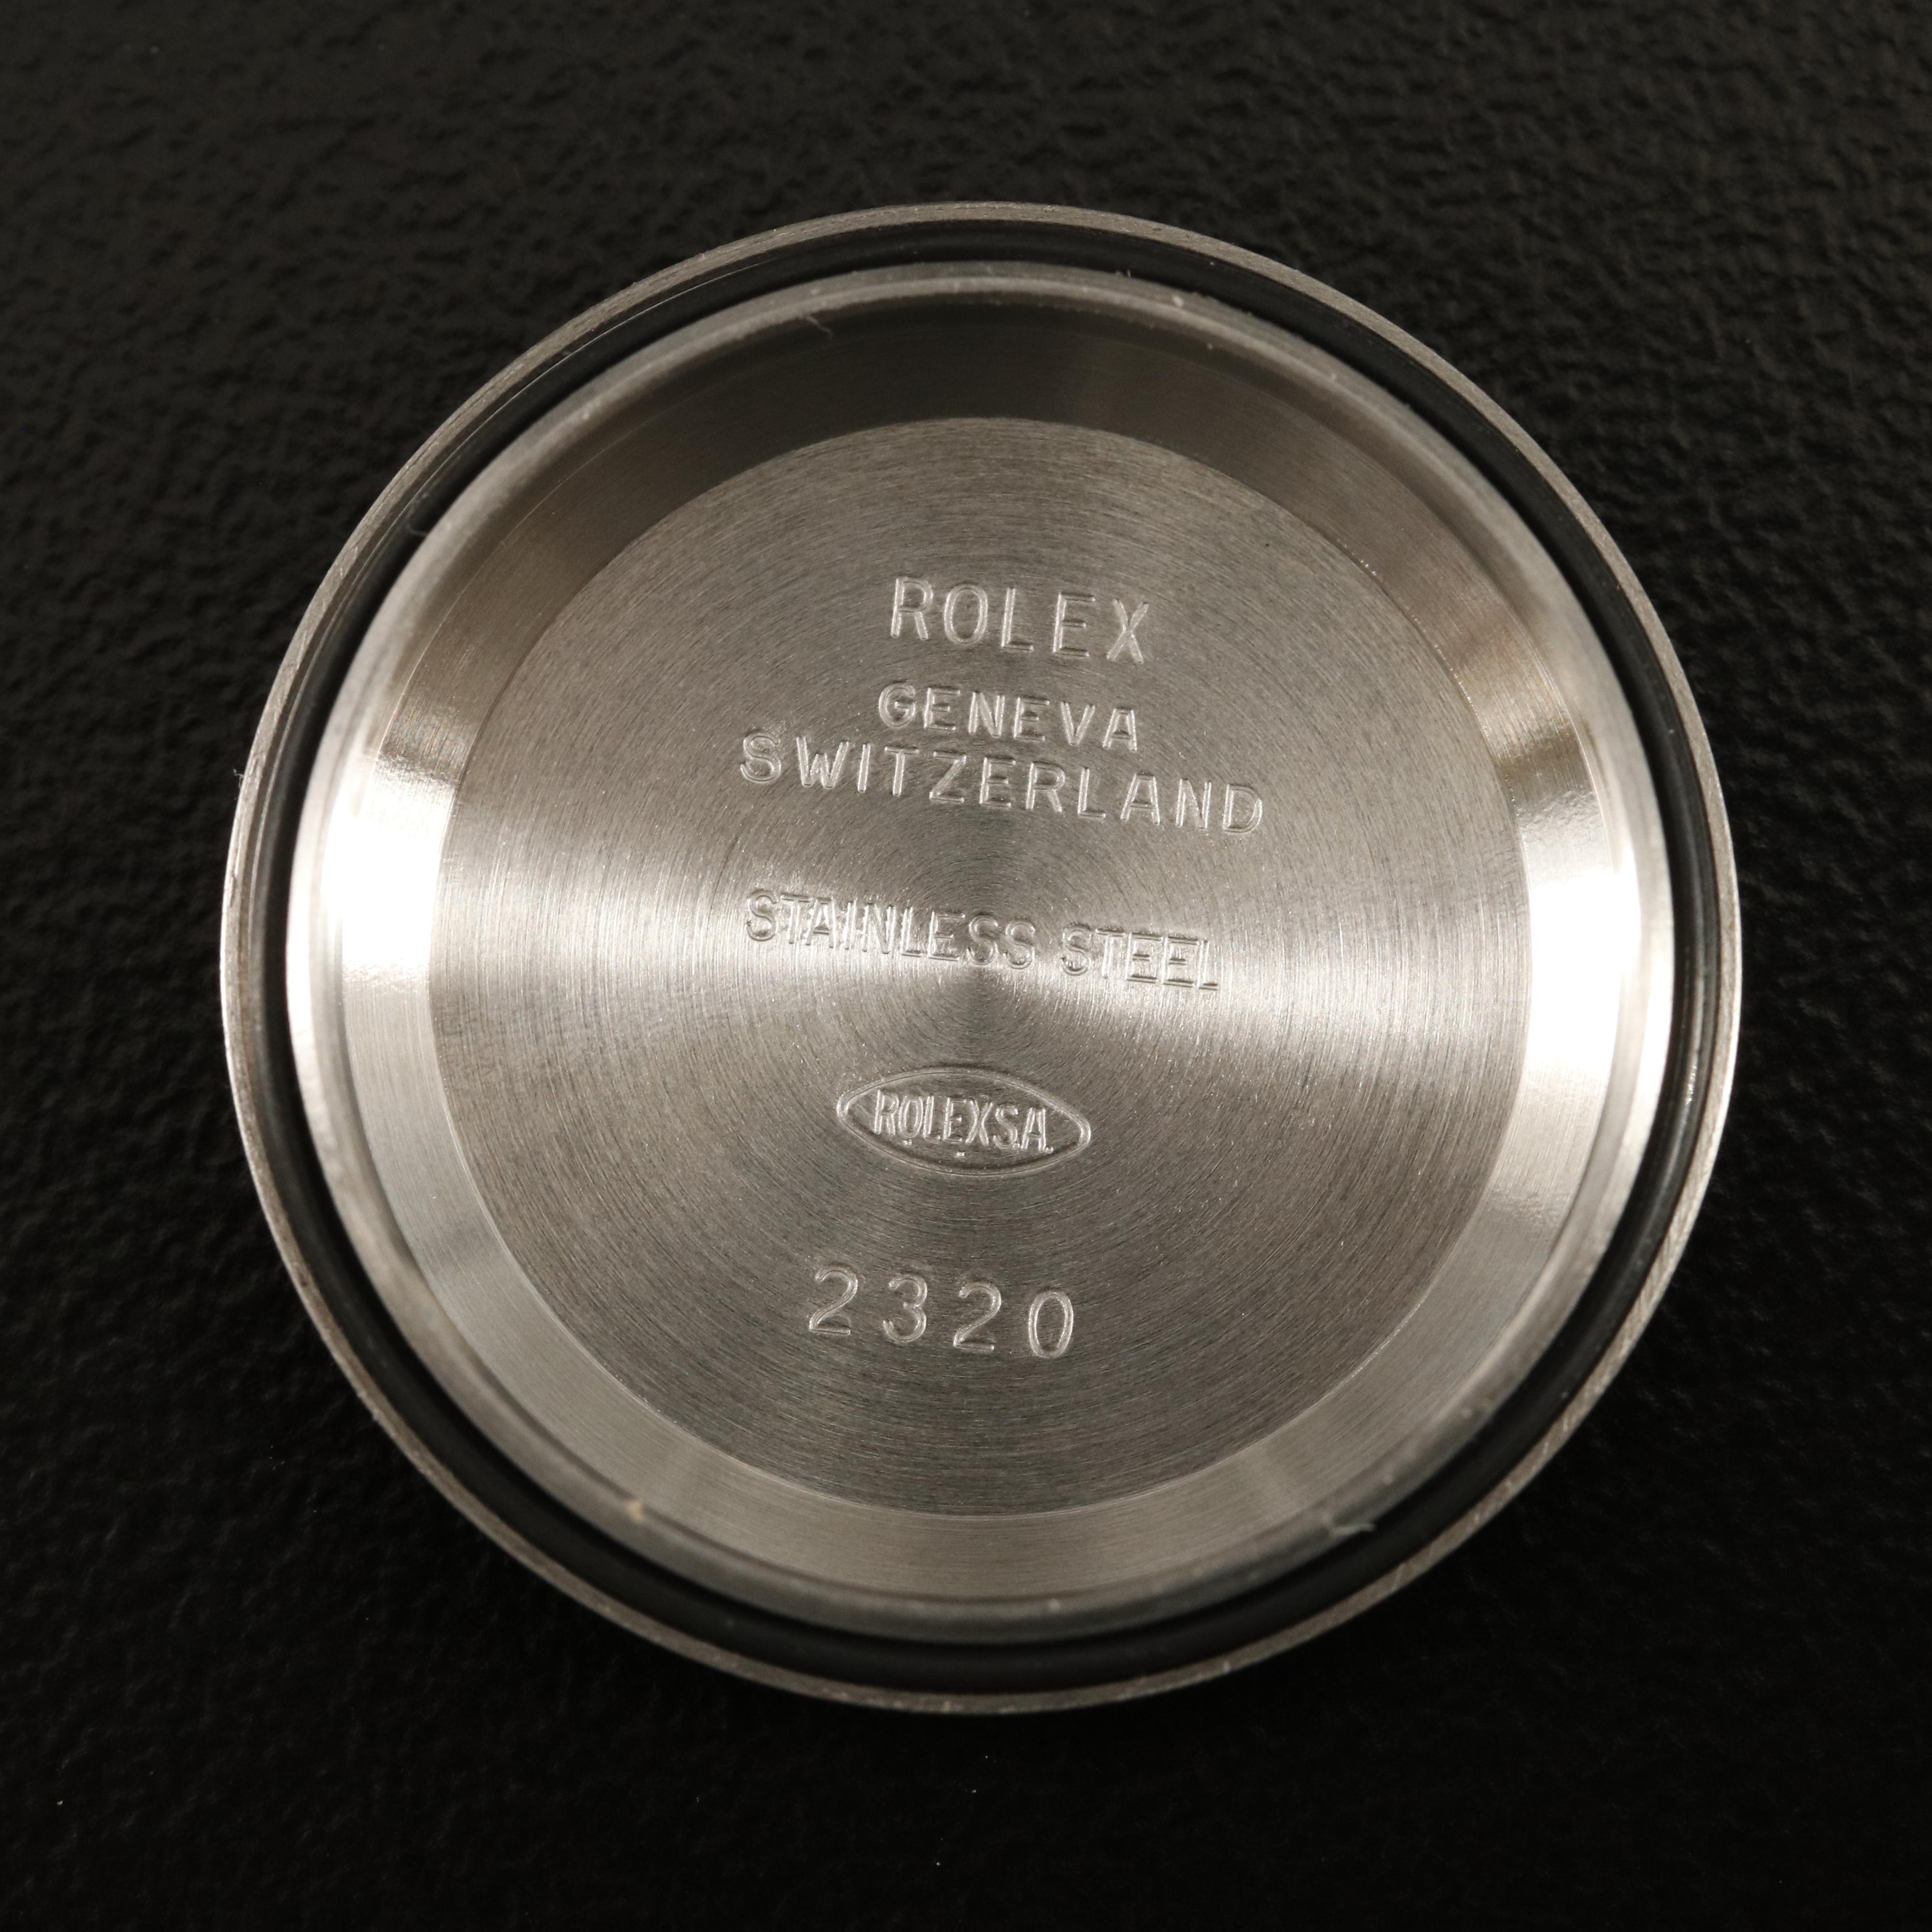 ROLEX
GENEVA
SWITZERLAND
STAINLESS STEEL
ROLEX S.A.
2320